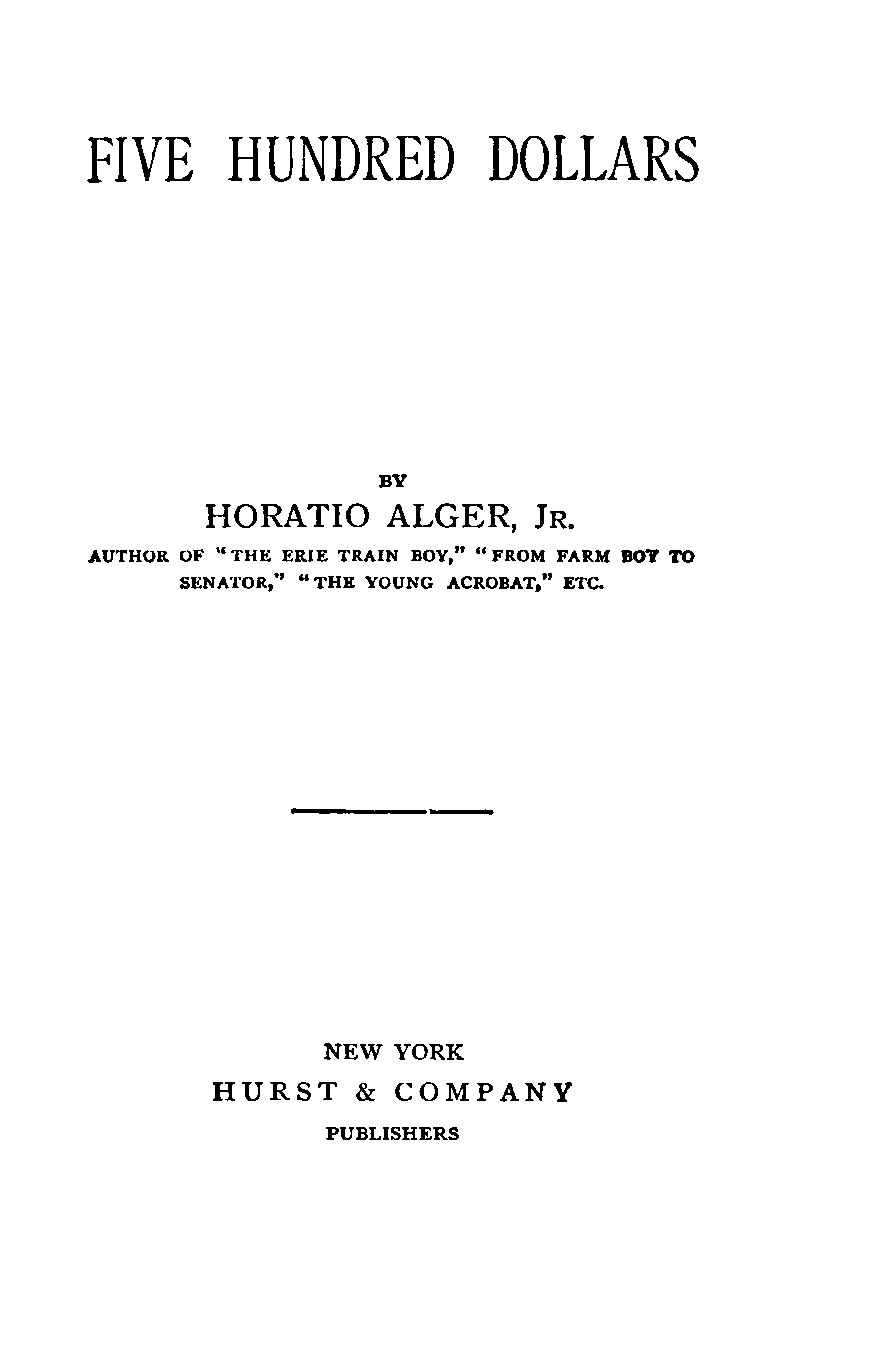 FIVE HUNDRED DOLLARS
BY
HORATIO ALGER, JR.
AUTHOR OF "THE ERIE TRAIN BOY," "FROM FARM BOY TO
SENATOR," "THE YOUNG ACROBAT," ETC.
NEW YORK
HURST & COMPANY
PUBLISHERS